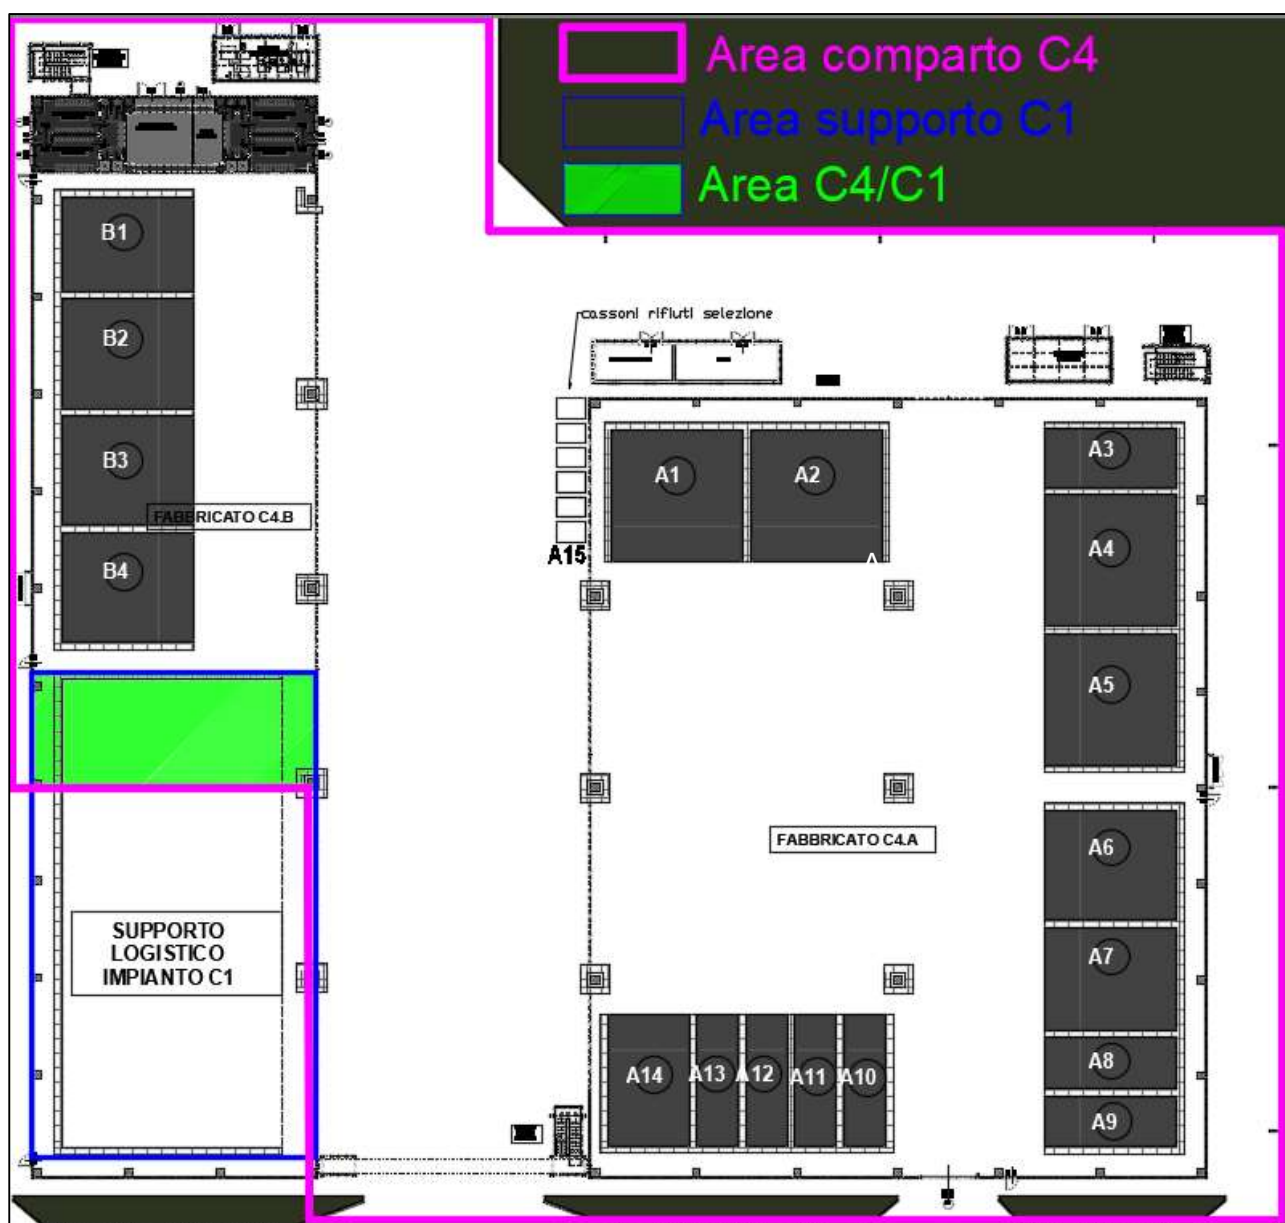 Area comparto C4
Area supporto C1
Area C4/C1
cassoni rifiuti selezione
B1
B2
B3
FABBRICATO C4.B
B4
A1
A2
A3
A15
A
A4
A5
FABBRICATO C4.A
A6
A7
SUPPORTO
LOGISTICO
IMPIANTO C1
A14
A13
A12
A11
A10
A8
A9